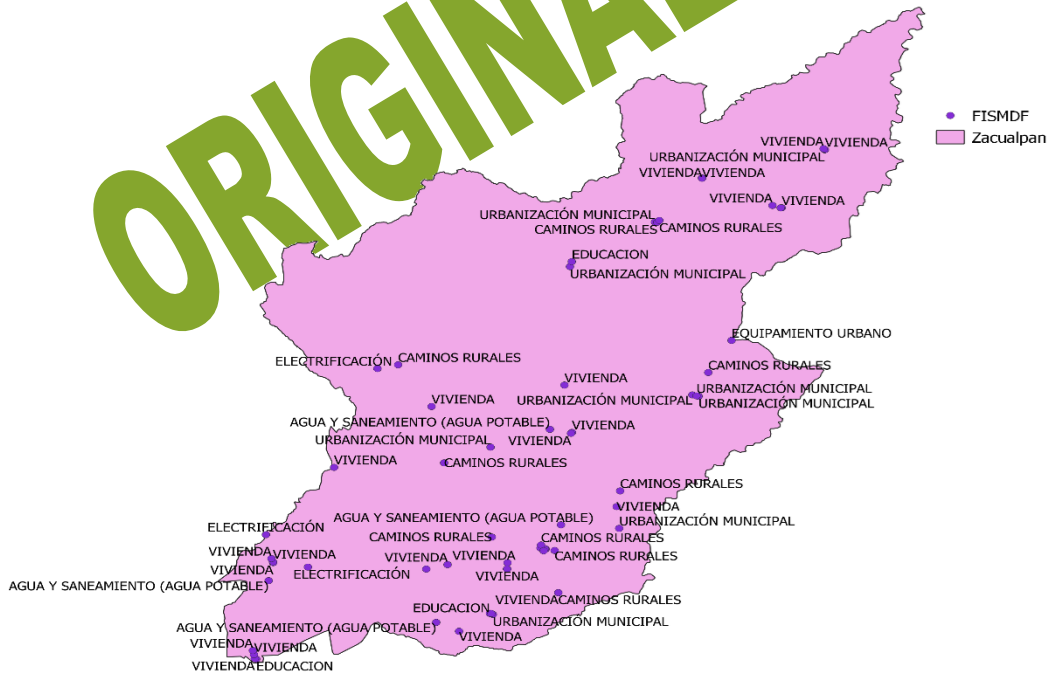 ORIGINAL
FISMDF
Zacualpan
VIVIENDA VIVIENDA
URBANIZACIÓN MUNICIPAL
VIVIENDA VIVIENDA
VIVIENDA VIVIENDA
URBANIZACIÓN MUNICIPAL
CAMINOS RURALES CAMINOS RURALES
EDUCACION
URBANIZACIÓN MUNICIPAL
EQUIPAMIENTO URBANO
ELECTRIFICACIÓN CAMINOS RURALES
CAMINOS RURALES
VIVIENDA
URBANIZACIÓN MUNICIPAL
VIVIENDA URBANIZACIÓN MUNICIPAL
URBANIZACIÓN MUNICIPAL
AGUA Y SANEAMIENTO (AGUA POTABLE) VIVIENDA
URBANIZACIÓN MUNICIPAL VIVIENDA
VIVIENDA CAMINOS RURALES
CAMINOS RURALES
VIVIENDA
AGUA Y SANEAMIENTO (AGUA POTABLE) URBANIZACIÓN MUNICIPAL
ELECTRIFICACIÓN
CAMINOS RURALES CAMINOS RURALES
VIVIENDA VIVIENDA VIVIENDA VIVIENDA CAMINOS RURALES
VIVIENDA ELECTRIFICACIÓN VIVIENDA
AGUA Y SANEAMIENTO (AGUA POTABLE)
VIVIENDA CAMINOS RURALES
EDUCACION
URBANIZACIÓN MUNICIPAL
AGUA Y SANEAMIENTO (AGUA POTABLE)
VIVIENDA
VIVIENDA VIVIENDA
VIVIENDA EDUCACION